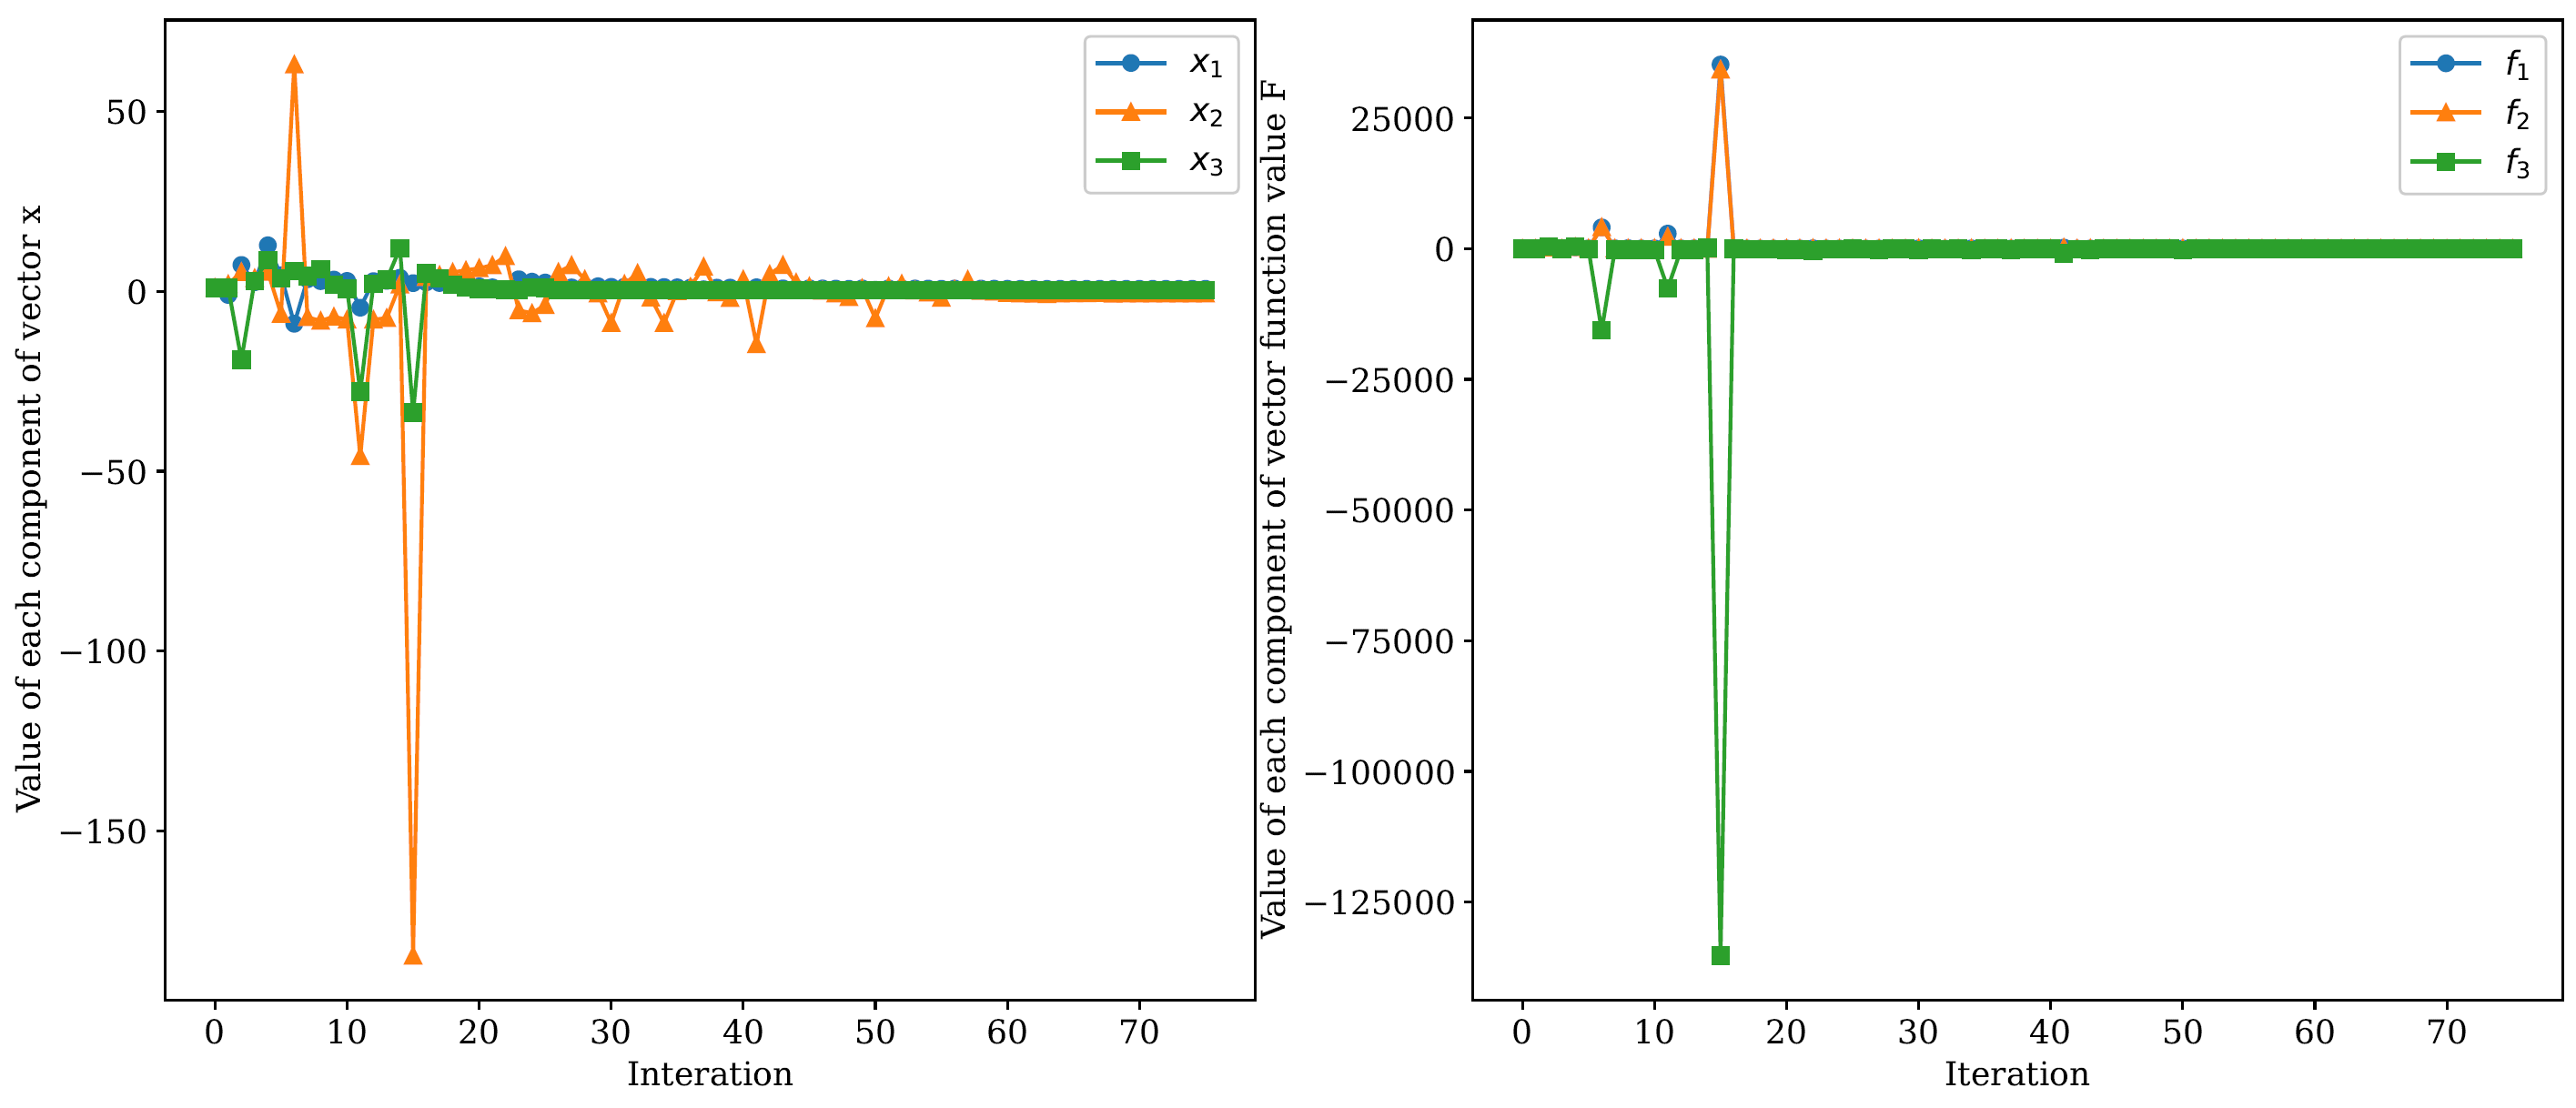 Value of each component of vector x
50
0
−50
−100
−150
0 10 20 30 40 50 60 70
Interation
x1
x2
x3
Value of each component of vector function value F
25000
0
−25000
−50000
−75000
−100000
−125000
0 10 20 30 40 50 60 70
Iteration
f1
f2
f3